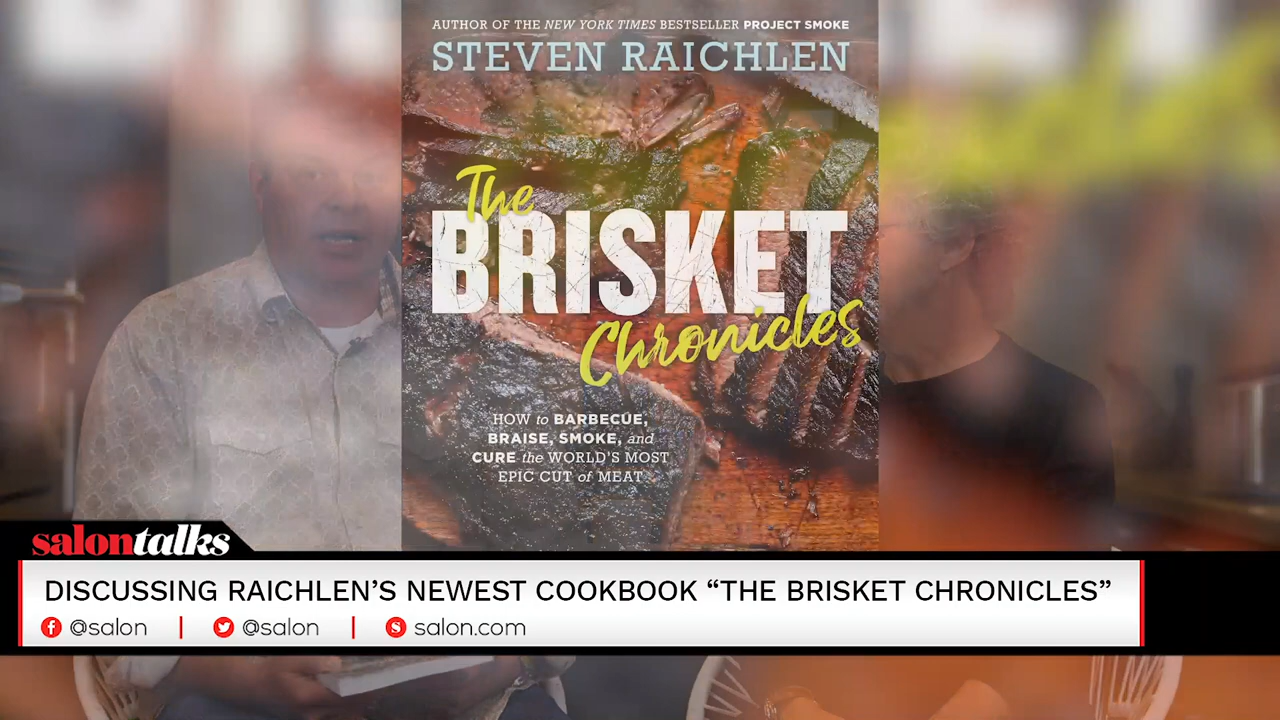 AUTHOR OF THE NEW YORK TIMES BESTSELLER PROJECT SMOKE
STEVEN RAICHLEN
The
BRISKET
Chronicles
HOW to BARBECUE,
BRAISE, SMOKE, and
CURE the WORLD'S MOST
EPIC CUT of MEAT
salontalks
DISCUSSING RAICHLEN’S NEWEST COOKBOOK “THE BRISKET CHRONICLES”
@salon
@salon
salon.com